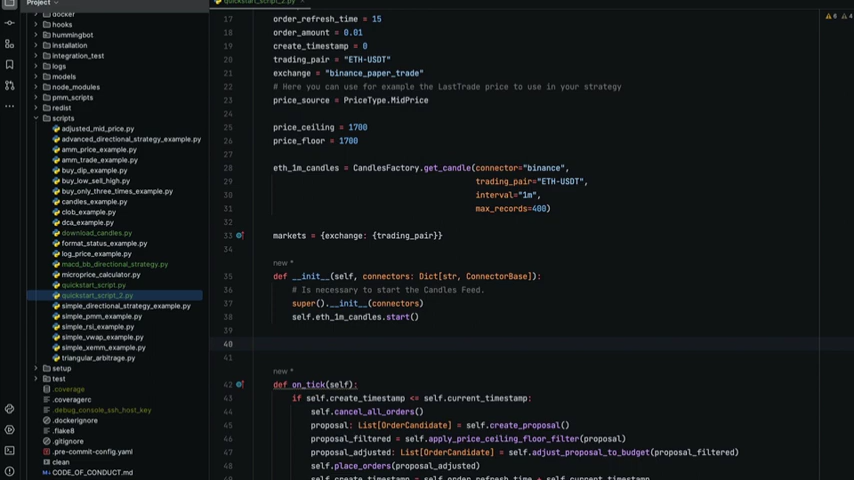 Project
quickstart_script_2.py
docker
hooks
hummingbot
installation
integration_test
logs
models
node_modules
pmm_scripts
redist
scripts
adjusted_mid_price.py
advanced_directional_strategy_example.py
amm_price_example.py
amm_trade_example.py
buy_dip_example.py
buy_low_sell_high.py
buy_only_three_times_example.py
candles_example.py
clob_example.py
dca_example.py
download_candles.py
format_status_example.py
log_price_example.py
macd_bb_directional_strategy.py
microprice_calculator.py
quickstart_script.py
quickstart_script_2.py
simple_directional_strategy_example.py
simple_pmm_example.py
simple_rsi_example.py
simple_vwap_example.py
simple_xemm_example.py
triangular_arbitrage.py
setup
test
.coverage
.coveragerc
.debug_console_ssh_host_key
.dockerignore
.flake8
.gitignore
.pre-commit-config.yaml
clean
CODE_OF_CONDUCT.md
6 4
17 order_refresh_time = 15
18 order_amount = 0.01
19 create_timestamp = 0
20 trading_pair = "ETH-USDT"
21 exchange = "binance_paper_trade"
22 # Here you can use for example the LastTrade price to use in your strategy
23 price_source = PriceType.MidPrice
24
25 price_ceiling = 1700
26 price_floor = 1700
27
28 eth_1m_candles = CandlesFactory.get_candle(connector="binance",
29 trading_pair="ETH-USDT",
30 interval="1m",
31 max_records=400)
32
33 markets = {exchange: {trading_pair}}
34
new *
35 def __init__(self, connectors: Dict[str, ConnectorBase]):
36 # Is necessary to start the Candles Feed.
37 super().__init__(connectors)
38 self.eth_1m_candles.start()
39
40
41
new *
42 def on_tick(self):
43 if self.create_timestamp <= self.current_timestamp:
44 self.cancel_all_orders()
45 proposal: List[OrderCandidate] = self.create_proposal()
46 proposal_filtered = self.apply_price_ceiling_floor_filter(proposal)
47 proposal_adjusted: List[OrderCandidate] = self.adjust_proposal_to_budget(proposal_filtered)
48 self.place_orders(proposal_adjusted)
49 self.create_timestamp = self.order_refresh_time + self.current_timestamp